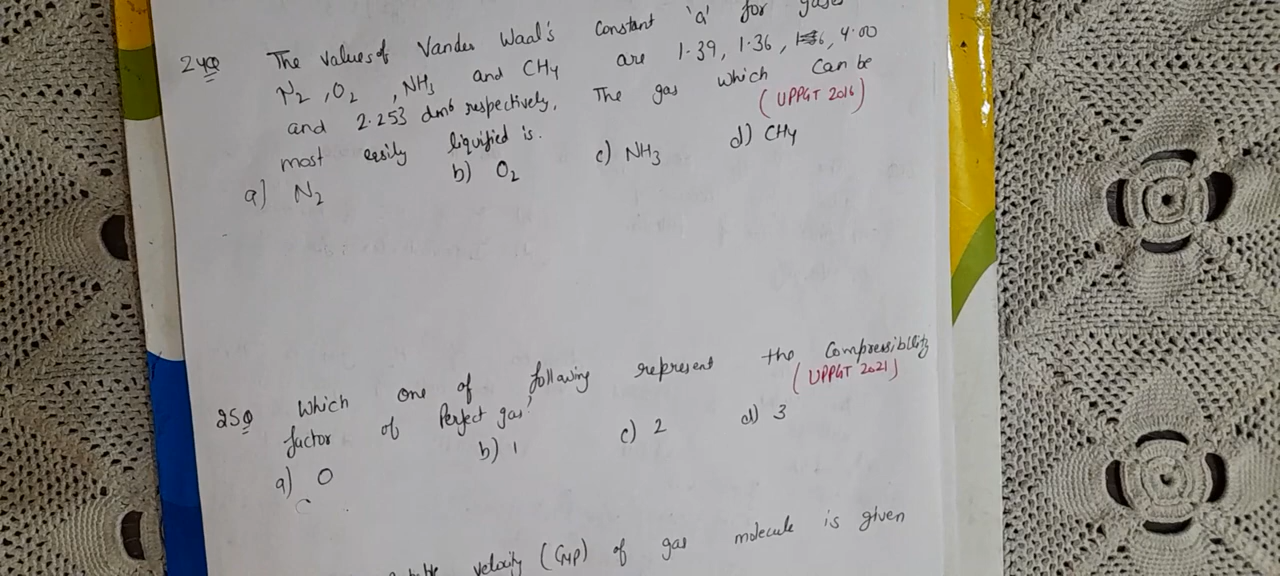 24Q The values of Vander Waal's constant 'a' for gases
N2, O2, NH3 and CH4 are 1.39, 1.36, 4.00
and 2.253 dm6 respectively. The gas which can be
most easily liquified is. (UPPGT 2016)
a) N2 b) O2 c) NH3 d) CH4
25Q Which one of following represent the Compressibility
factor of Perfect gas? (UPPGT 2021)
a) 0 b) 1 c) 2 d) 3
velocity (Cmp) of gas molecule is given